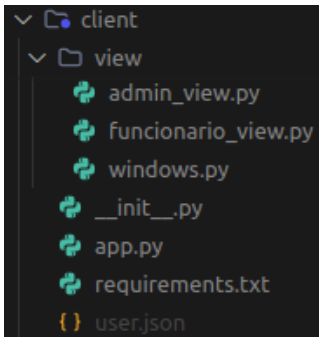 client
view
admin_view.py
funcionario_view.py
windows.py
__init__.py
app.py
requirements.txt
{} user.json